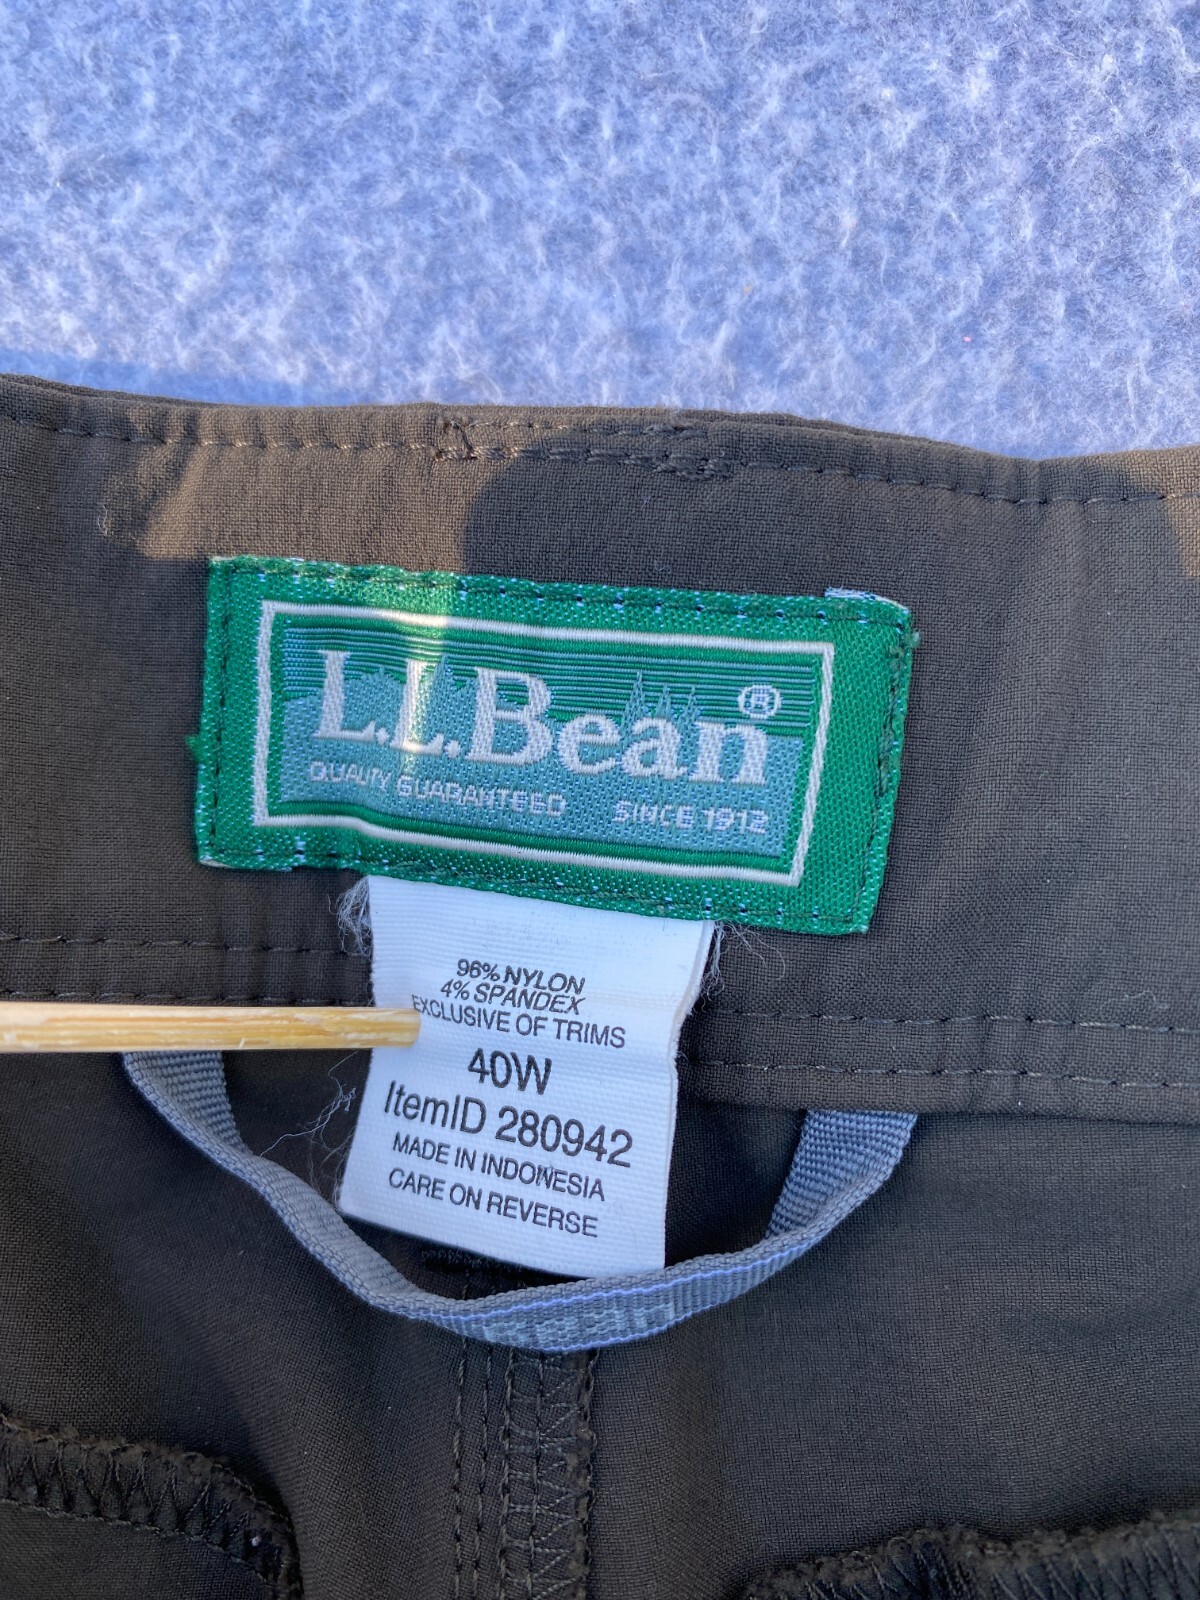 L.L.Bean®
QUALITY GUARANTEED SINCE 1912
96% NYLON
4% SPANDEX
EXCLUSIVE OF TRIMS
40W
ItemID 280942
MADE IN INDONESIA
CARE ON REVERSE